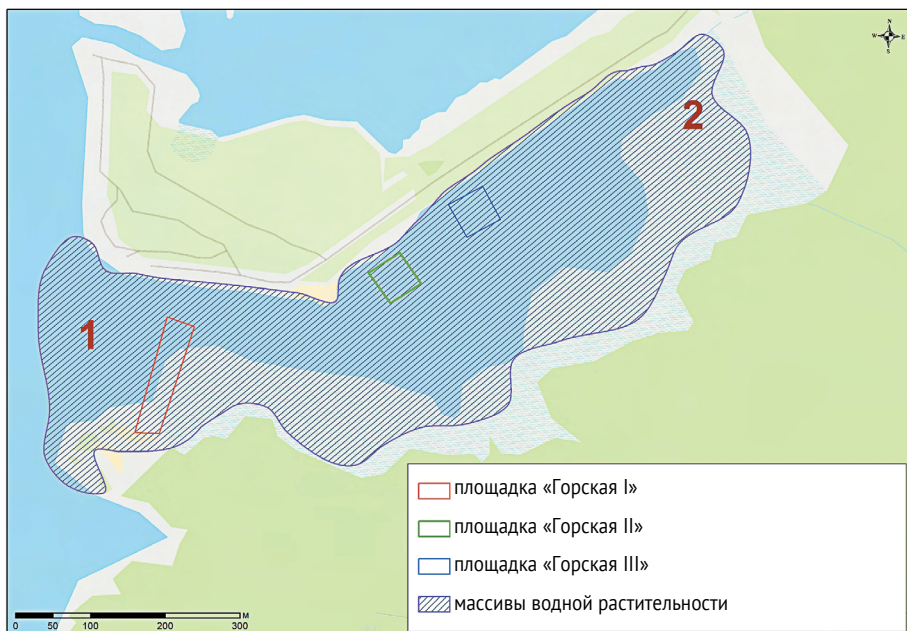 N
W E
S
2
1
площадка «Горская I»
площадка «Горская II»
площадка «Горская III»
массивы водной растительности
М
0 50 100 200 300